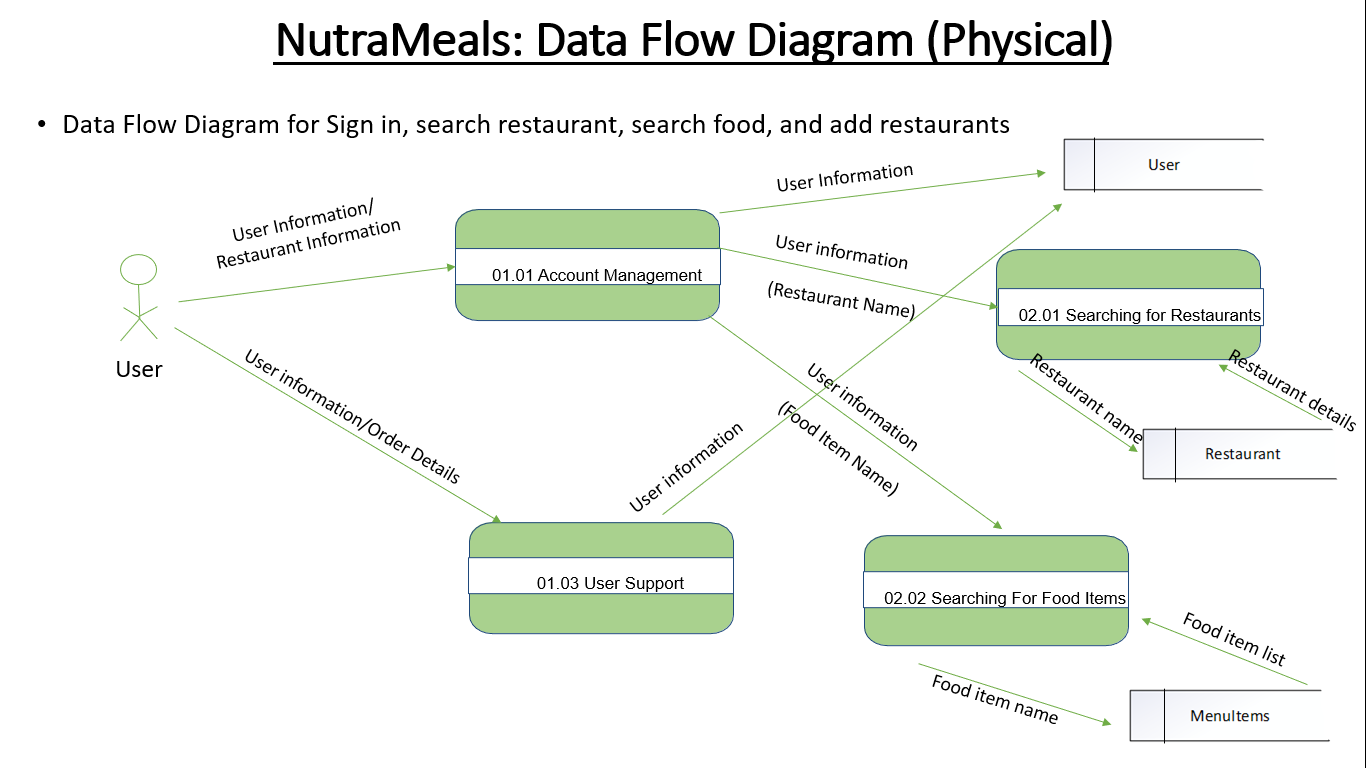 NutraMeals: Data Flow Diagram (Physical)
• Data Flow Diagram for Sign in, search restaurant, search food, and add restaurants
User
User Information
User Information/
Restaurant Information
01.01 Account Management
User information
(Restaurant Name)
02.01 Searching for Restaurants
User
User information/Order Details
User information
(Food Item Name)
Restaurant name
Restaurant details
Restaurant
User information
01.03 User Support
02.02 Searching For Food Items
Food item list
Food item name
MenuItems